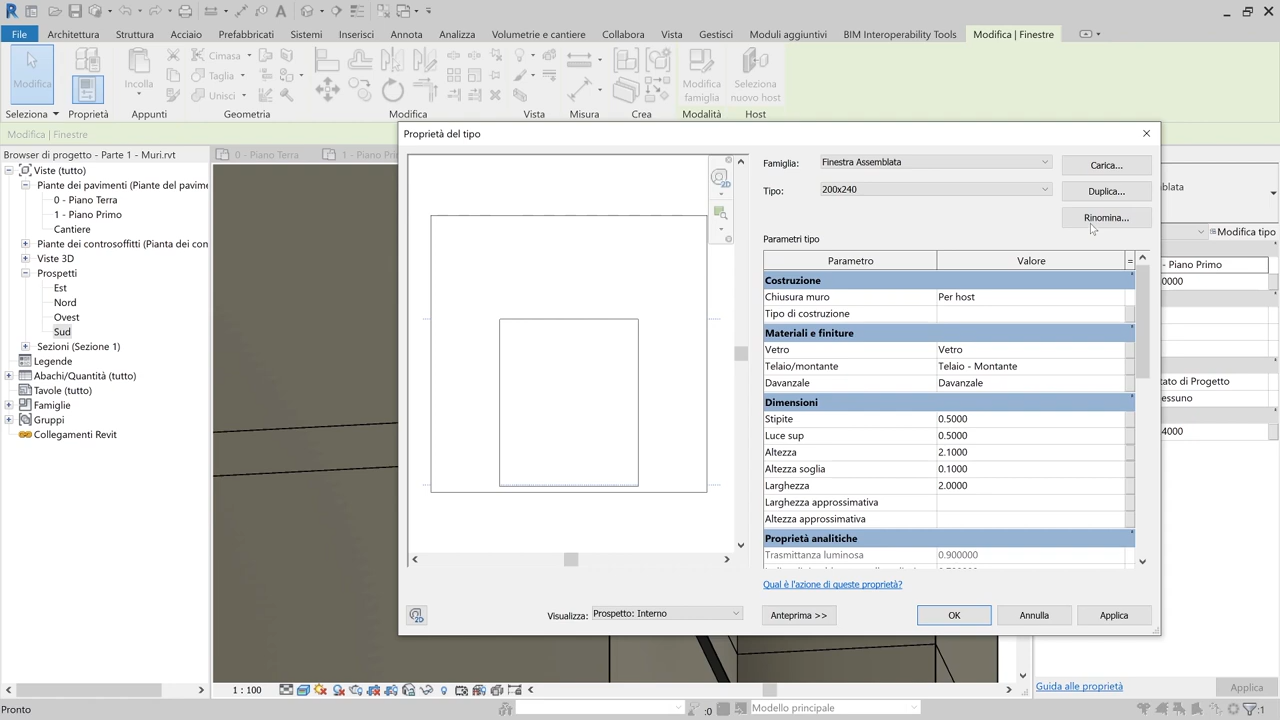 File Architettura Struttura Acciaio Prefabbricati Sistemi Inserisci Annota Analizza Volumetrie e cantiere Collabora Vista Gestisci Moduli aggiuntivi BIM Interoperability Tools Modifica | Finestre
Cimasa
Taglia
Unisci
Modifica
Incolla
Modifica famiglia
Seleziona nuovo host
Seleziona Proprietà Appunti Geometria Modifica Vista Misura Crea Modalità Host
Modifica | Finestre
Browser di progetto - Parte 1 - Muri.rvt
0 - Piano Terra
1 - Piano Pri
Viste (tutto)
Piante dei pavimenti (Piante del pavime
0 - Piano Terra
1 - Piano Primo
Cantiere
Piante dei controsoffitti (Pianta dei con
Viste 3D
Prospetti
Est
Nord
Ovest
Sud
Sezioni (Sezione 1)
Legende
Abachi/Quantità (tutto)
Tavole (tutto)
Famiglie
Gruppi
Collegamenti Revit
Proprietà del tipo
Famiglia: Finestra Assemblata Carica...
Tipo: 200x240 Duplica...
Rinomina...
Parametri tipo
Parametro Valore =
Costruzione
Chiusura muro Per host
Tipo di costruzione
Materiali e finiture
Vetro Vetro
Telaio/montante Telaio - Montante
Davanzale Davanzale
Dimensioni
Stipite 0.5000
Luce sup 0.5000
Altezza 2.1000
Altezza soglia 0.1000
Larghezza 2.0000
Larghezza approssimativa
Altezza approssimativa
Proprietà analitiche
Trasmittanza luminosa 0.900000
Qual è l'azione di queste proprietà?
2D
2D
Visualizza: Prospetto: Interno Anteprima >> OK Annulla Applica
blata
Modifica tipo
- Piano Primo
0000
tato di Progetto
essuno
4000
Guida alle proprietà Applica
1 : 100
Pronto
:0
Modello principale
:1